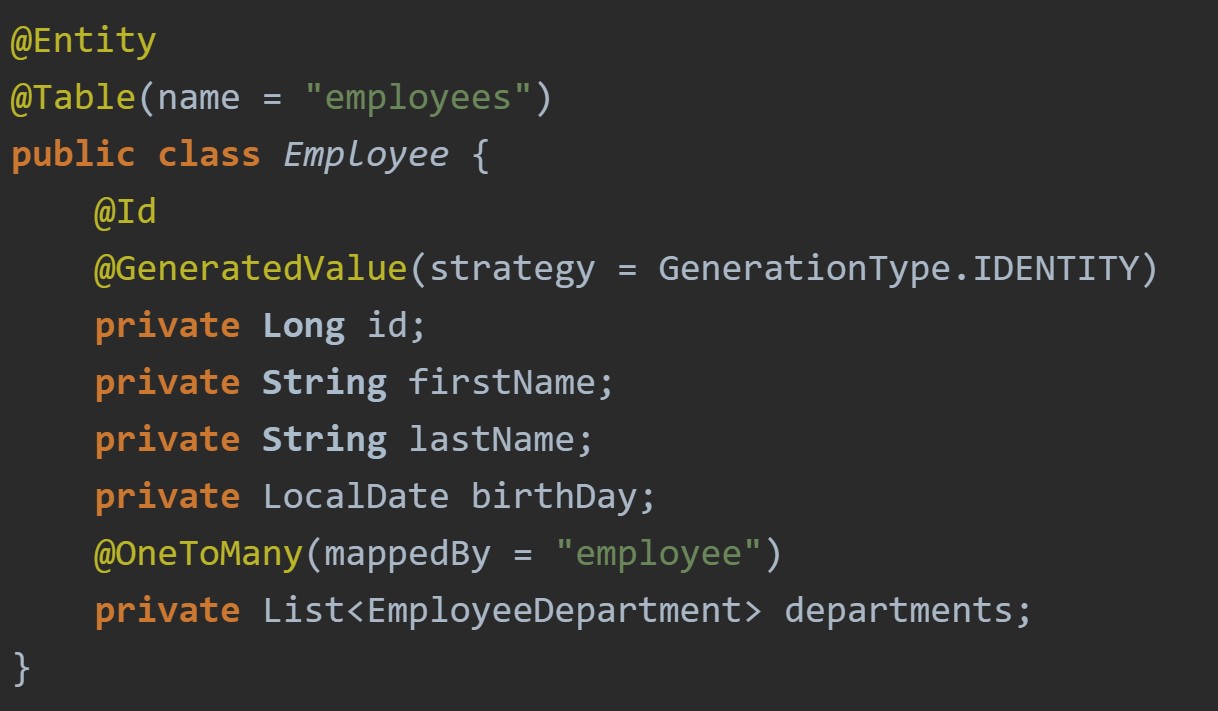 @Entity
@Table(name = "employees")
public class Employee {
    @Id
    @GeneratedValue(strategy = GenerationType.IDENTITY)
    private Long id;
    private String firstName;
    private String lastName;
    private LocalDate birthDay;
    @OneToMany(mappedBy = "employee")
    private List<EmployeeDepartment> departments;
}